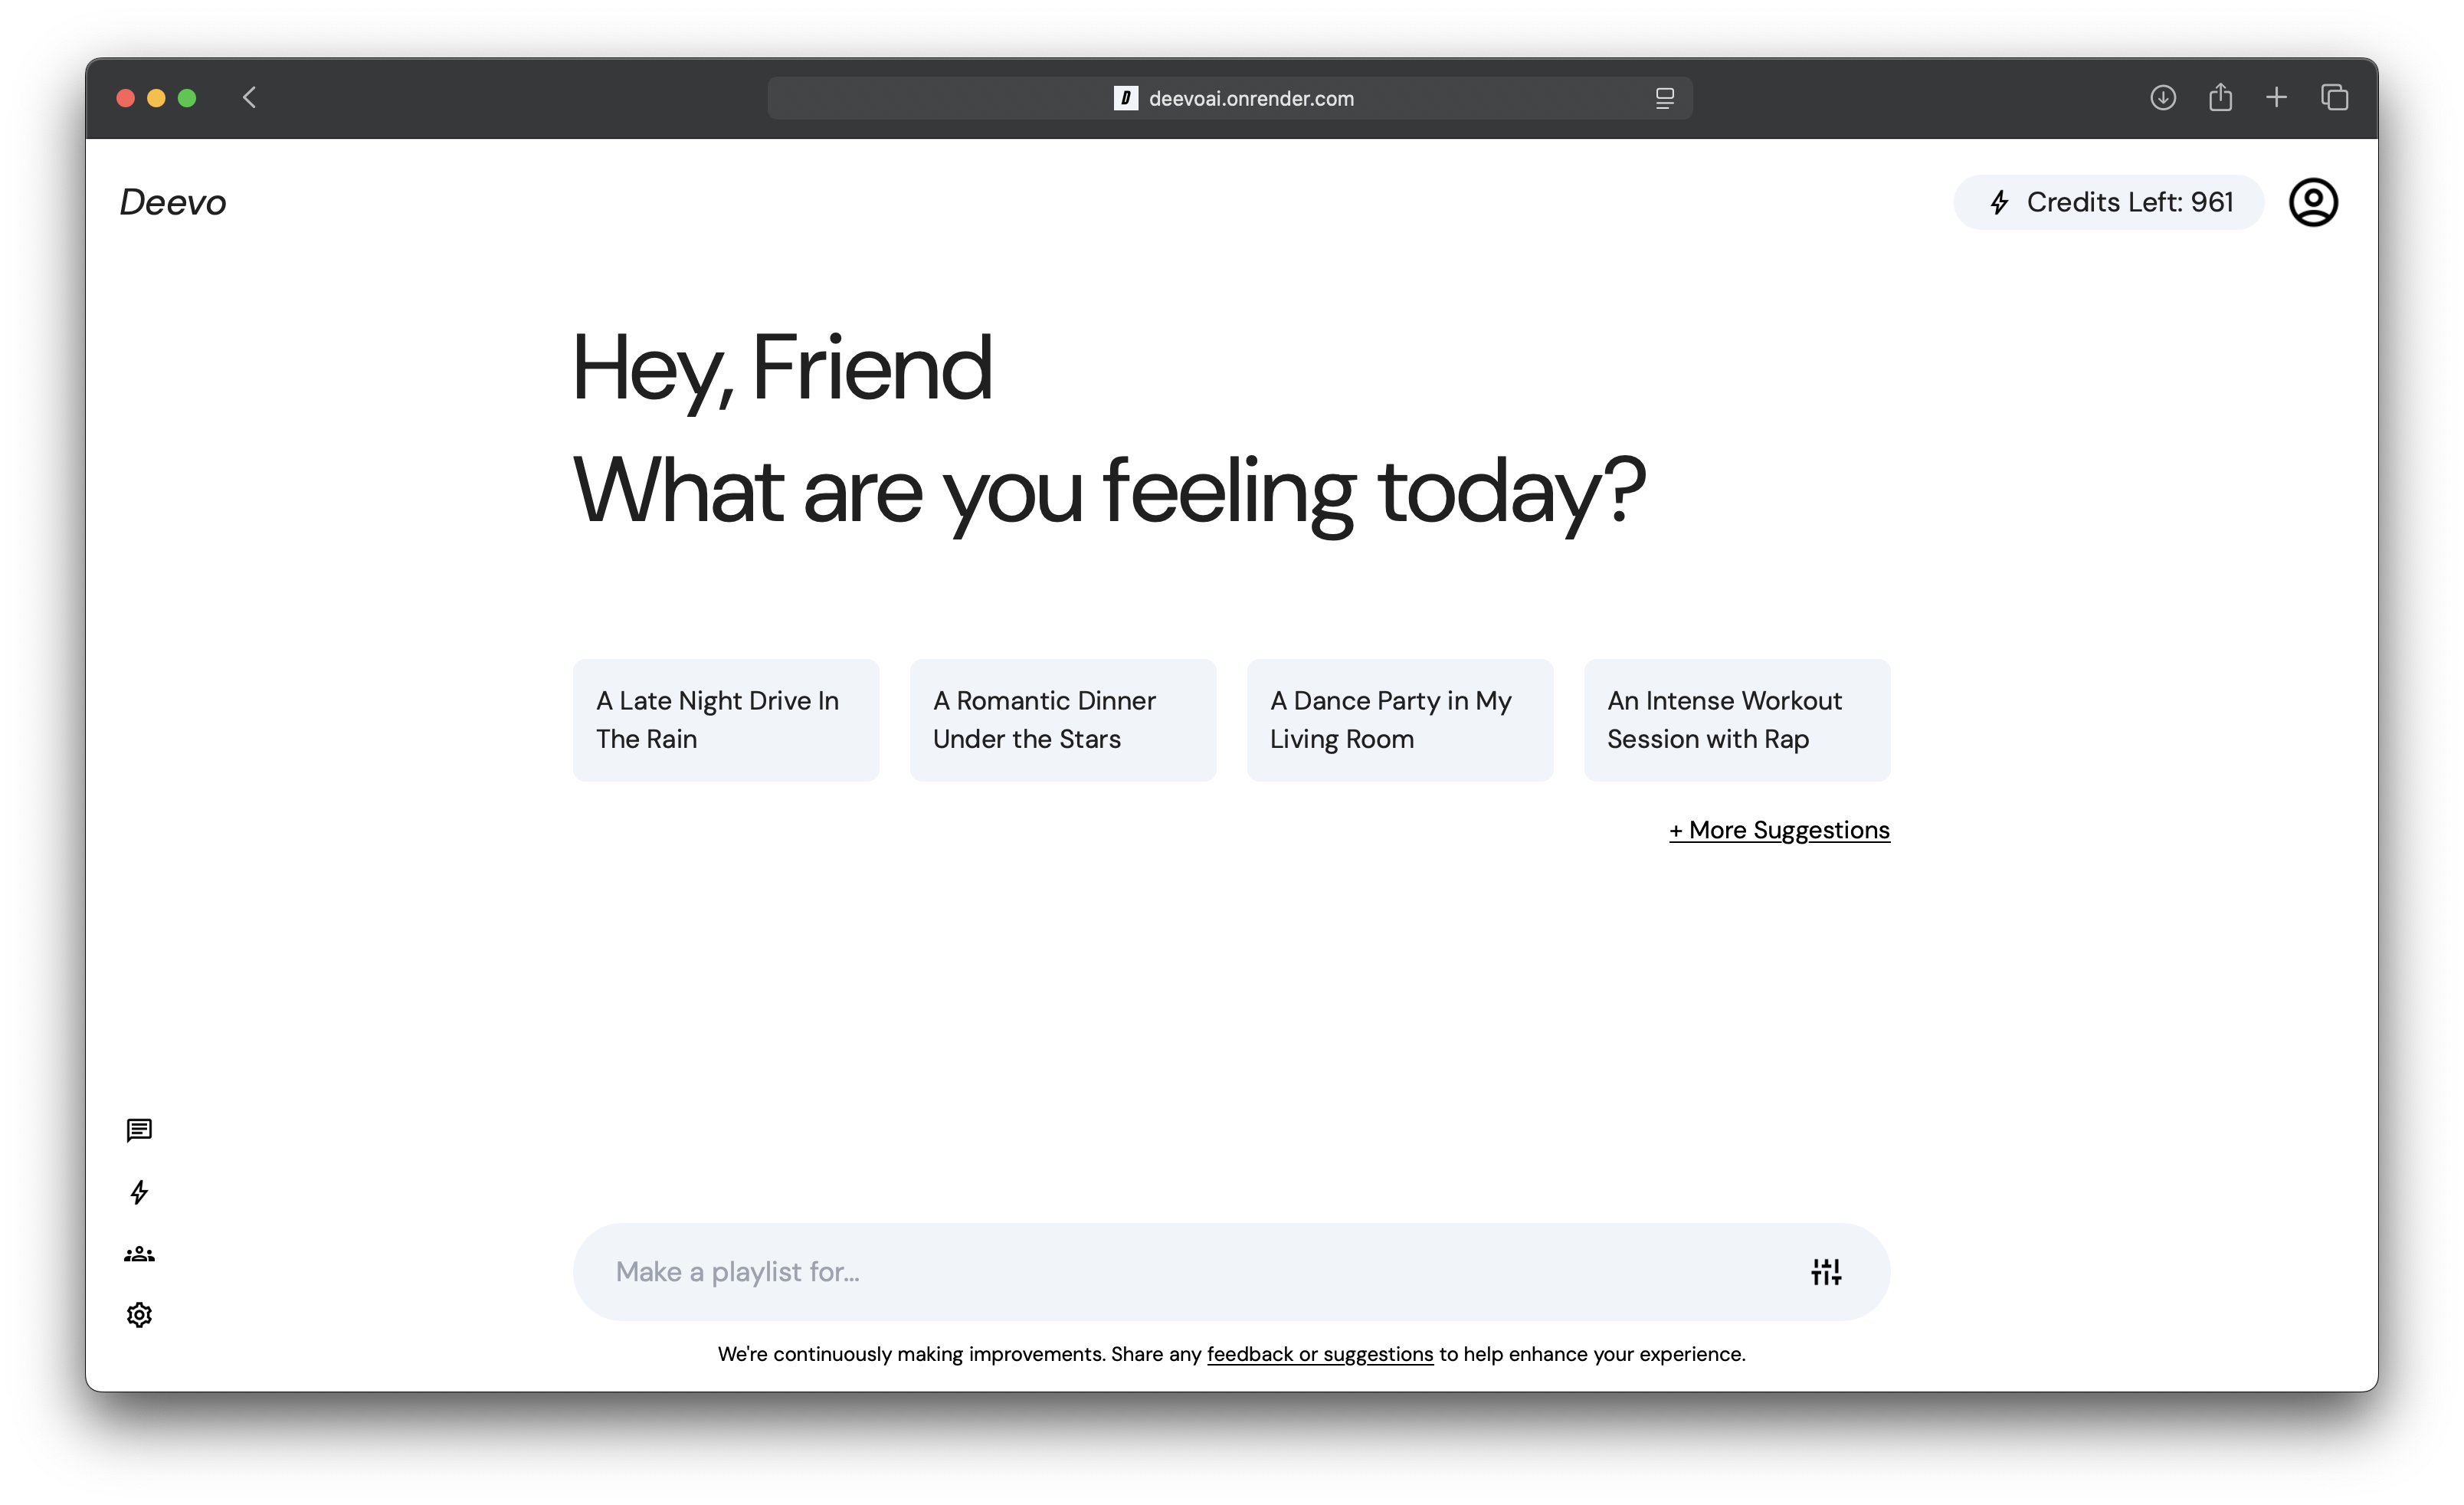 D deevoai.onrender.com
Deevo
Credits Left: 961
Hey, Friend
What are you feeling today?
A Late Night Drive In
The Rain
A Romantic Dinner
Under the Stars
A Dance Party in My
Living Room
An Intense Workout
Session with Rap
+ More Suggestions
Make a playlist for...
We're continuously making improvements. Share any feedback or suggestions to help enhance your experience.